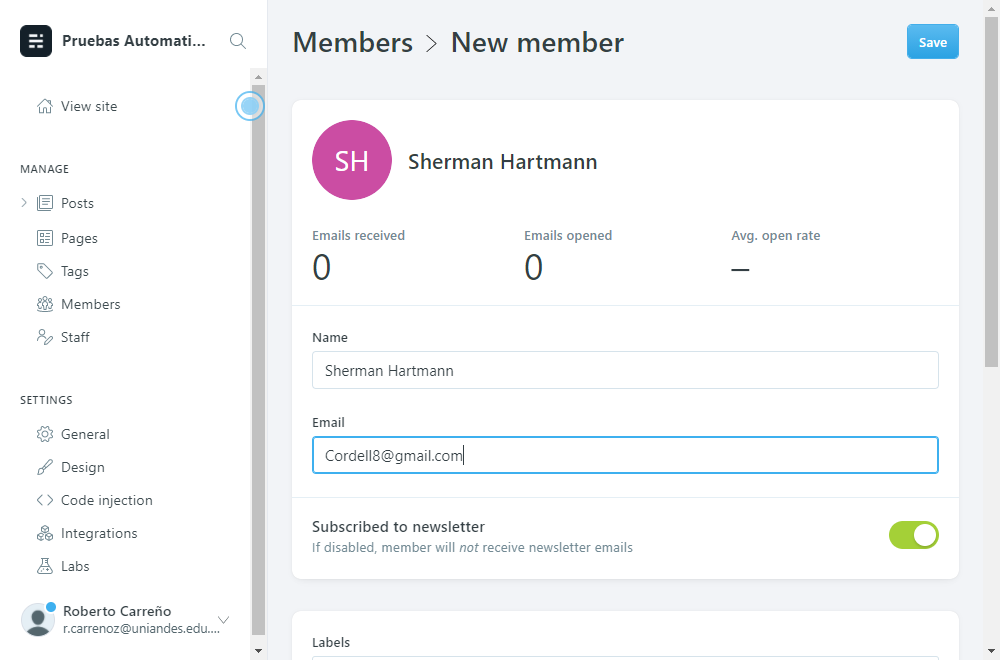 Pruebas Automati...
View site
MANAGE
Posts
Pages
Tags
Members
Staff
SETTINGS
General
Design
Code injection
Integrations
Labs
Roberto Carreño
r.carrenoz@uniandes.edu....
Members > New member
Save
SH
Sherman Hartmann
Emails received
Emails opened
Avg. open rate
0
0
–
Name
Sherman Hartmann
Email
Cordell8@gmail.com
Subscribed to newsletter
If disabled, member will not receive newsletter emails
Labels